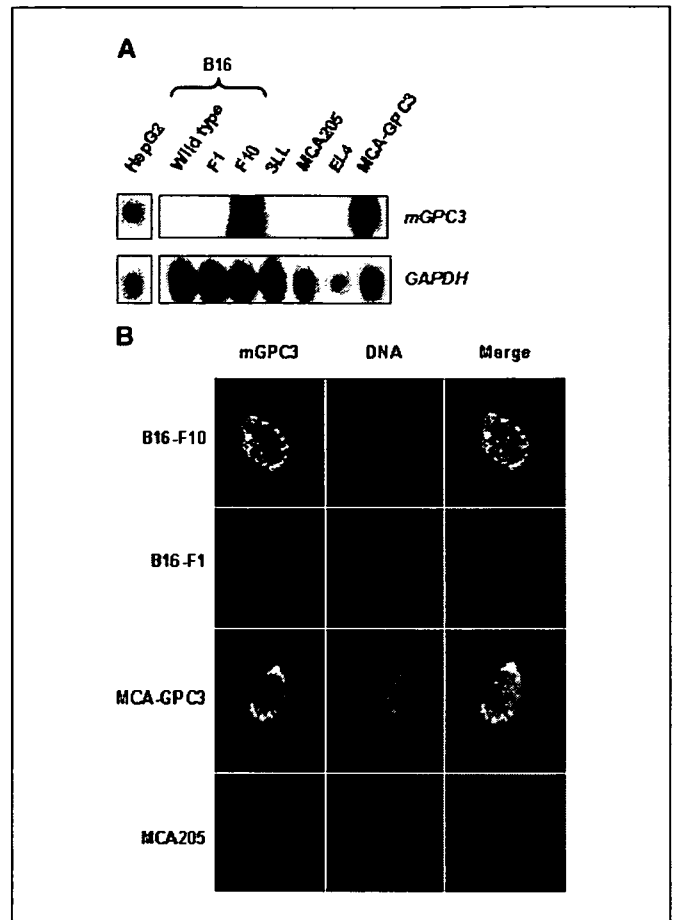 A
B16
HepG2 Wild type F1 F10 3LL MCA205 EL4 MCA-GPC3
mGPC3
GAPDH
B
mGPC3 DNA Merge
B16-F10
B16-F1
MCA-GPC3
MCA205